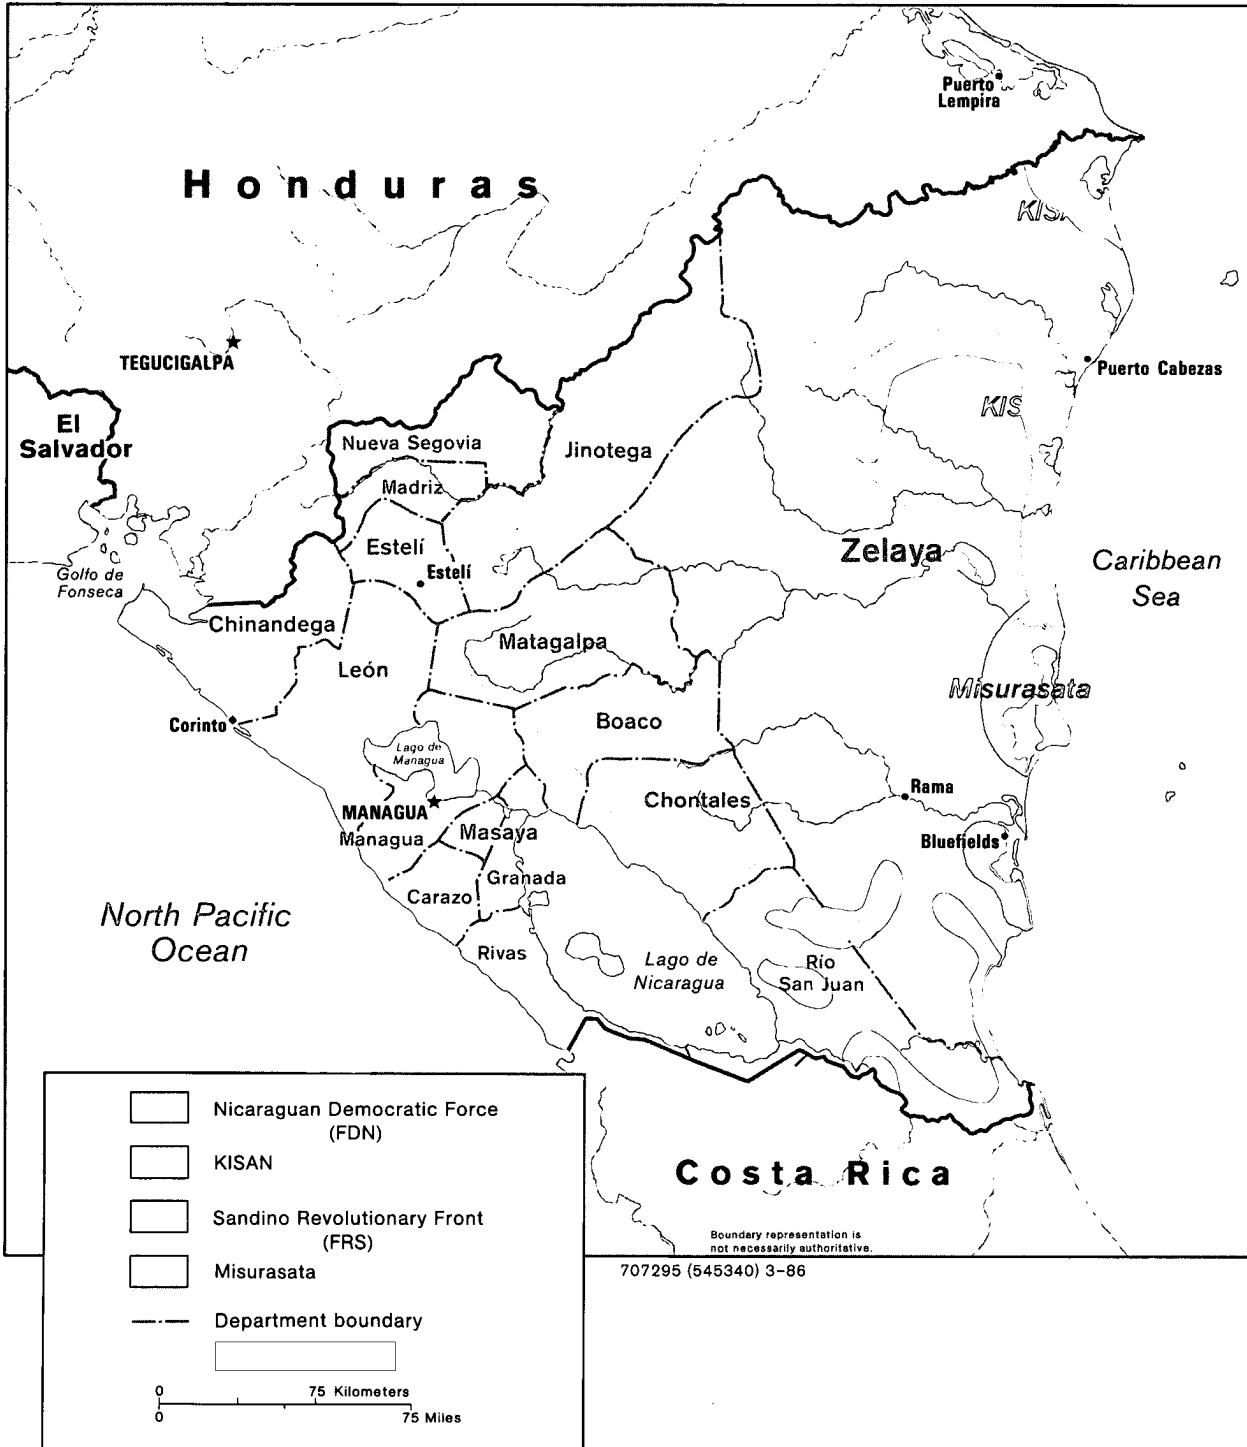 Puerto
Lempira
Honduras
TEGUCIGALPA
Puerto Cabezas
El
Salvador
Nueva Segovia
Jinotega
Madriz
Estelí
Estelí
Zelaya
Caribbean
Sea
Golfo de
Fonseca
Chinandega
Matagalpa
León
Misurasata
Corinto
Boaco
Lago de
Managua
Rama
Chontales
MANAGUA
Managua
Masaya
Bluefields
Granada
Carazo
North Pacific
Ocean
Rivas
Lago de
Nicaragua
Río
San Juan
Costa Rica
Boundary representation is
not necessarily authoritative.
707295 (545340) 3-86
Nicaraguan Democratic Force
(FDN)
KISAN
Sandino Revolutionary Front
(FRS)
Misurasata
Department boundary
0 75 Kilometers
0 75 Miles